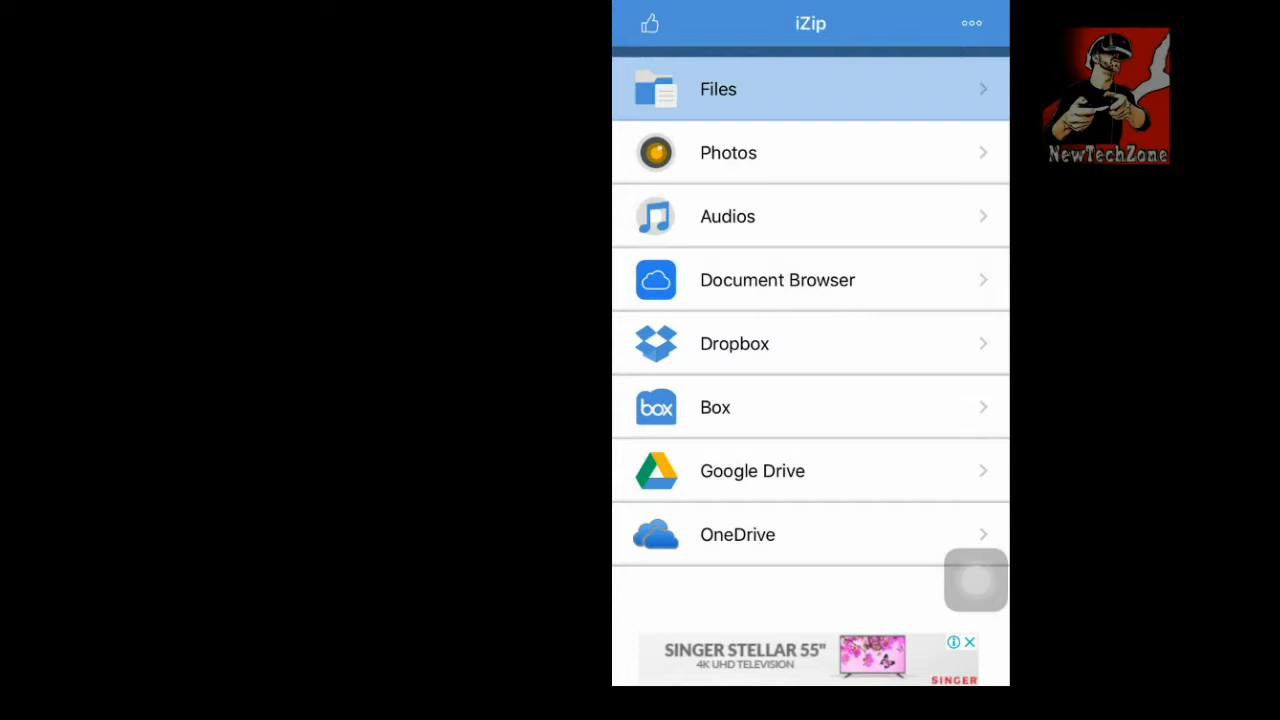 iZip
Files
Photos
Audios
Document Browser
Dropbox
box
Box
Google Drive
OneDrive
SINGER STELLAR 55"
4K UHD TELEVISION
SINGER
NewTechZone